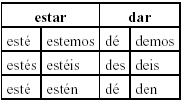 estar dar
esté estemos dé demos
estés estéis des deis
esté estén dé den